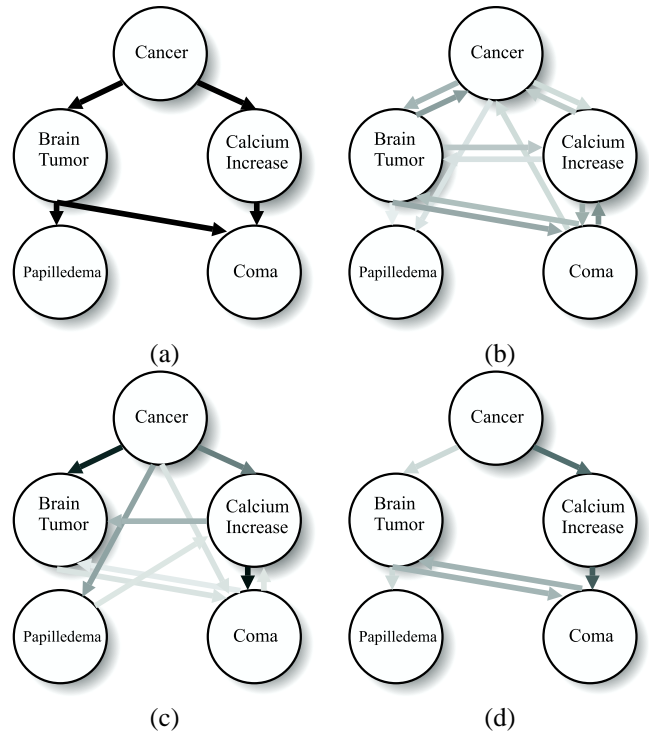 Cancer
Brain
Tumor
Calcium
Increase
Papilledema
Coma
(a)
Cancer
Brain
Tumor
Calcium
Increase
Papilledema
Coma
(b)
Cancer
Brain
Tumor
Calcium
Increase
Papilledema
Coma
(c)
Cancer
Brain
Tumor
Calcium
Increase
Papilledema
Coma
(d)